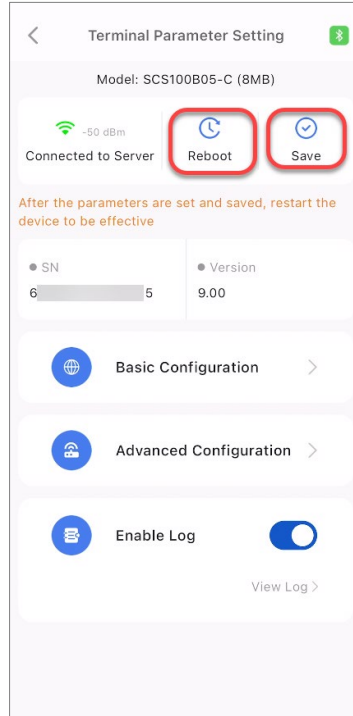 Terminal Parameter Setting
Model: SCS100B05-C (8MB)
-50 dBm
Connected to Server
Reboot
Save
After the parameters are set and saved, restart the
device to be effective
SN
Version
6 5
9.00
Basic Configuration
Advanced Configuration
Enable Log
View Log